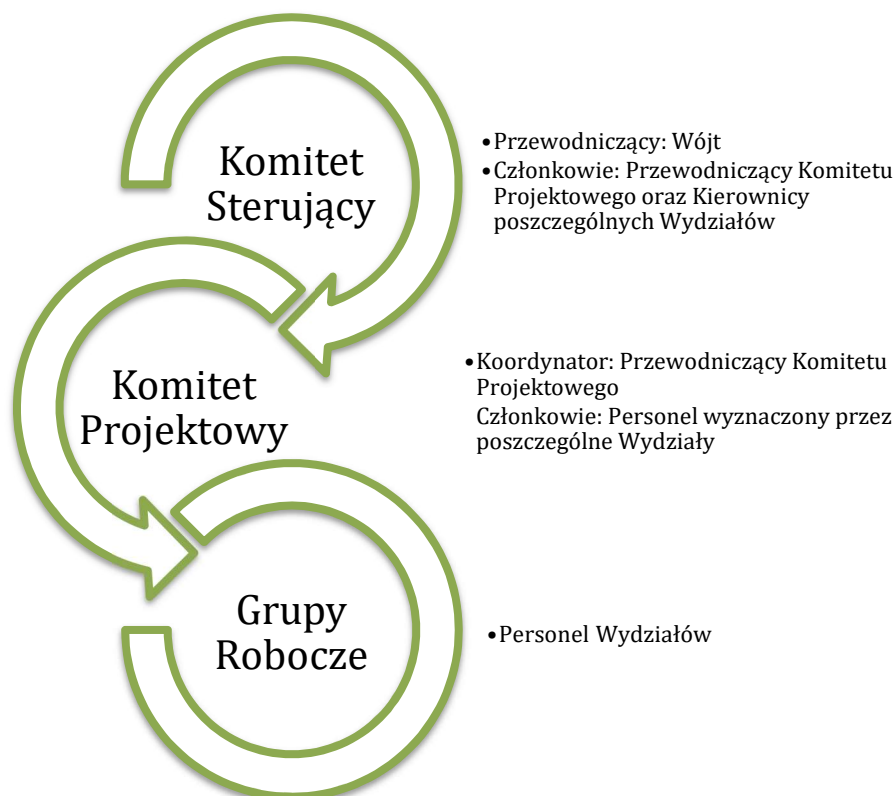 Komitet
Sterujący
•Przewodniczący: Wójt
•Członkowie: Przewodniczący Komitetu
Projektowego oraz Kierownicy
poszczególnych Wydziałów
Komitet
Projektowy
•Koordynator: Przewodniczący Komitetu
Projektowego
Członkowie: Personel wyznaczony przez
poszczególne Wydziały
Grupy
Robocze
•Personel Wydziałów